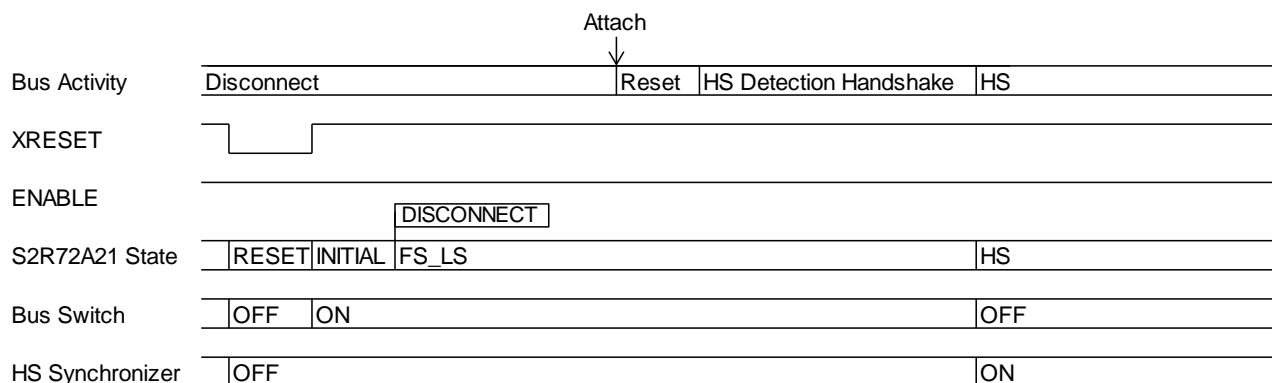 Attach
Bus Activity Disconnect Reset HS Detection Handshake HS
XRESET
ENABLE
DISCONNECT
S2R72A21 State RESET INITIAL FS_LS HS
Bus Switch OFF ON OFF
HS Synchronizer OFF ON